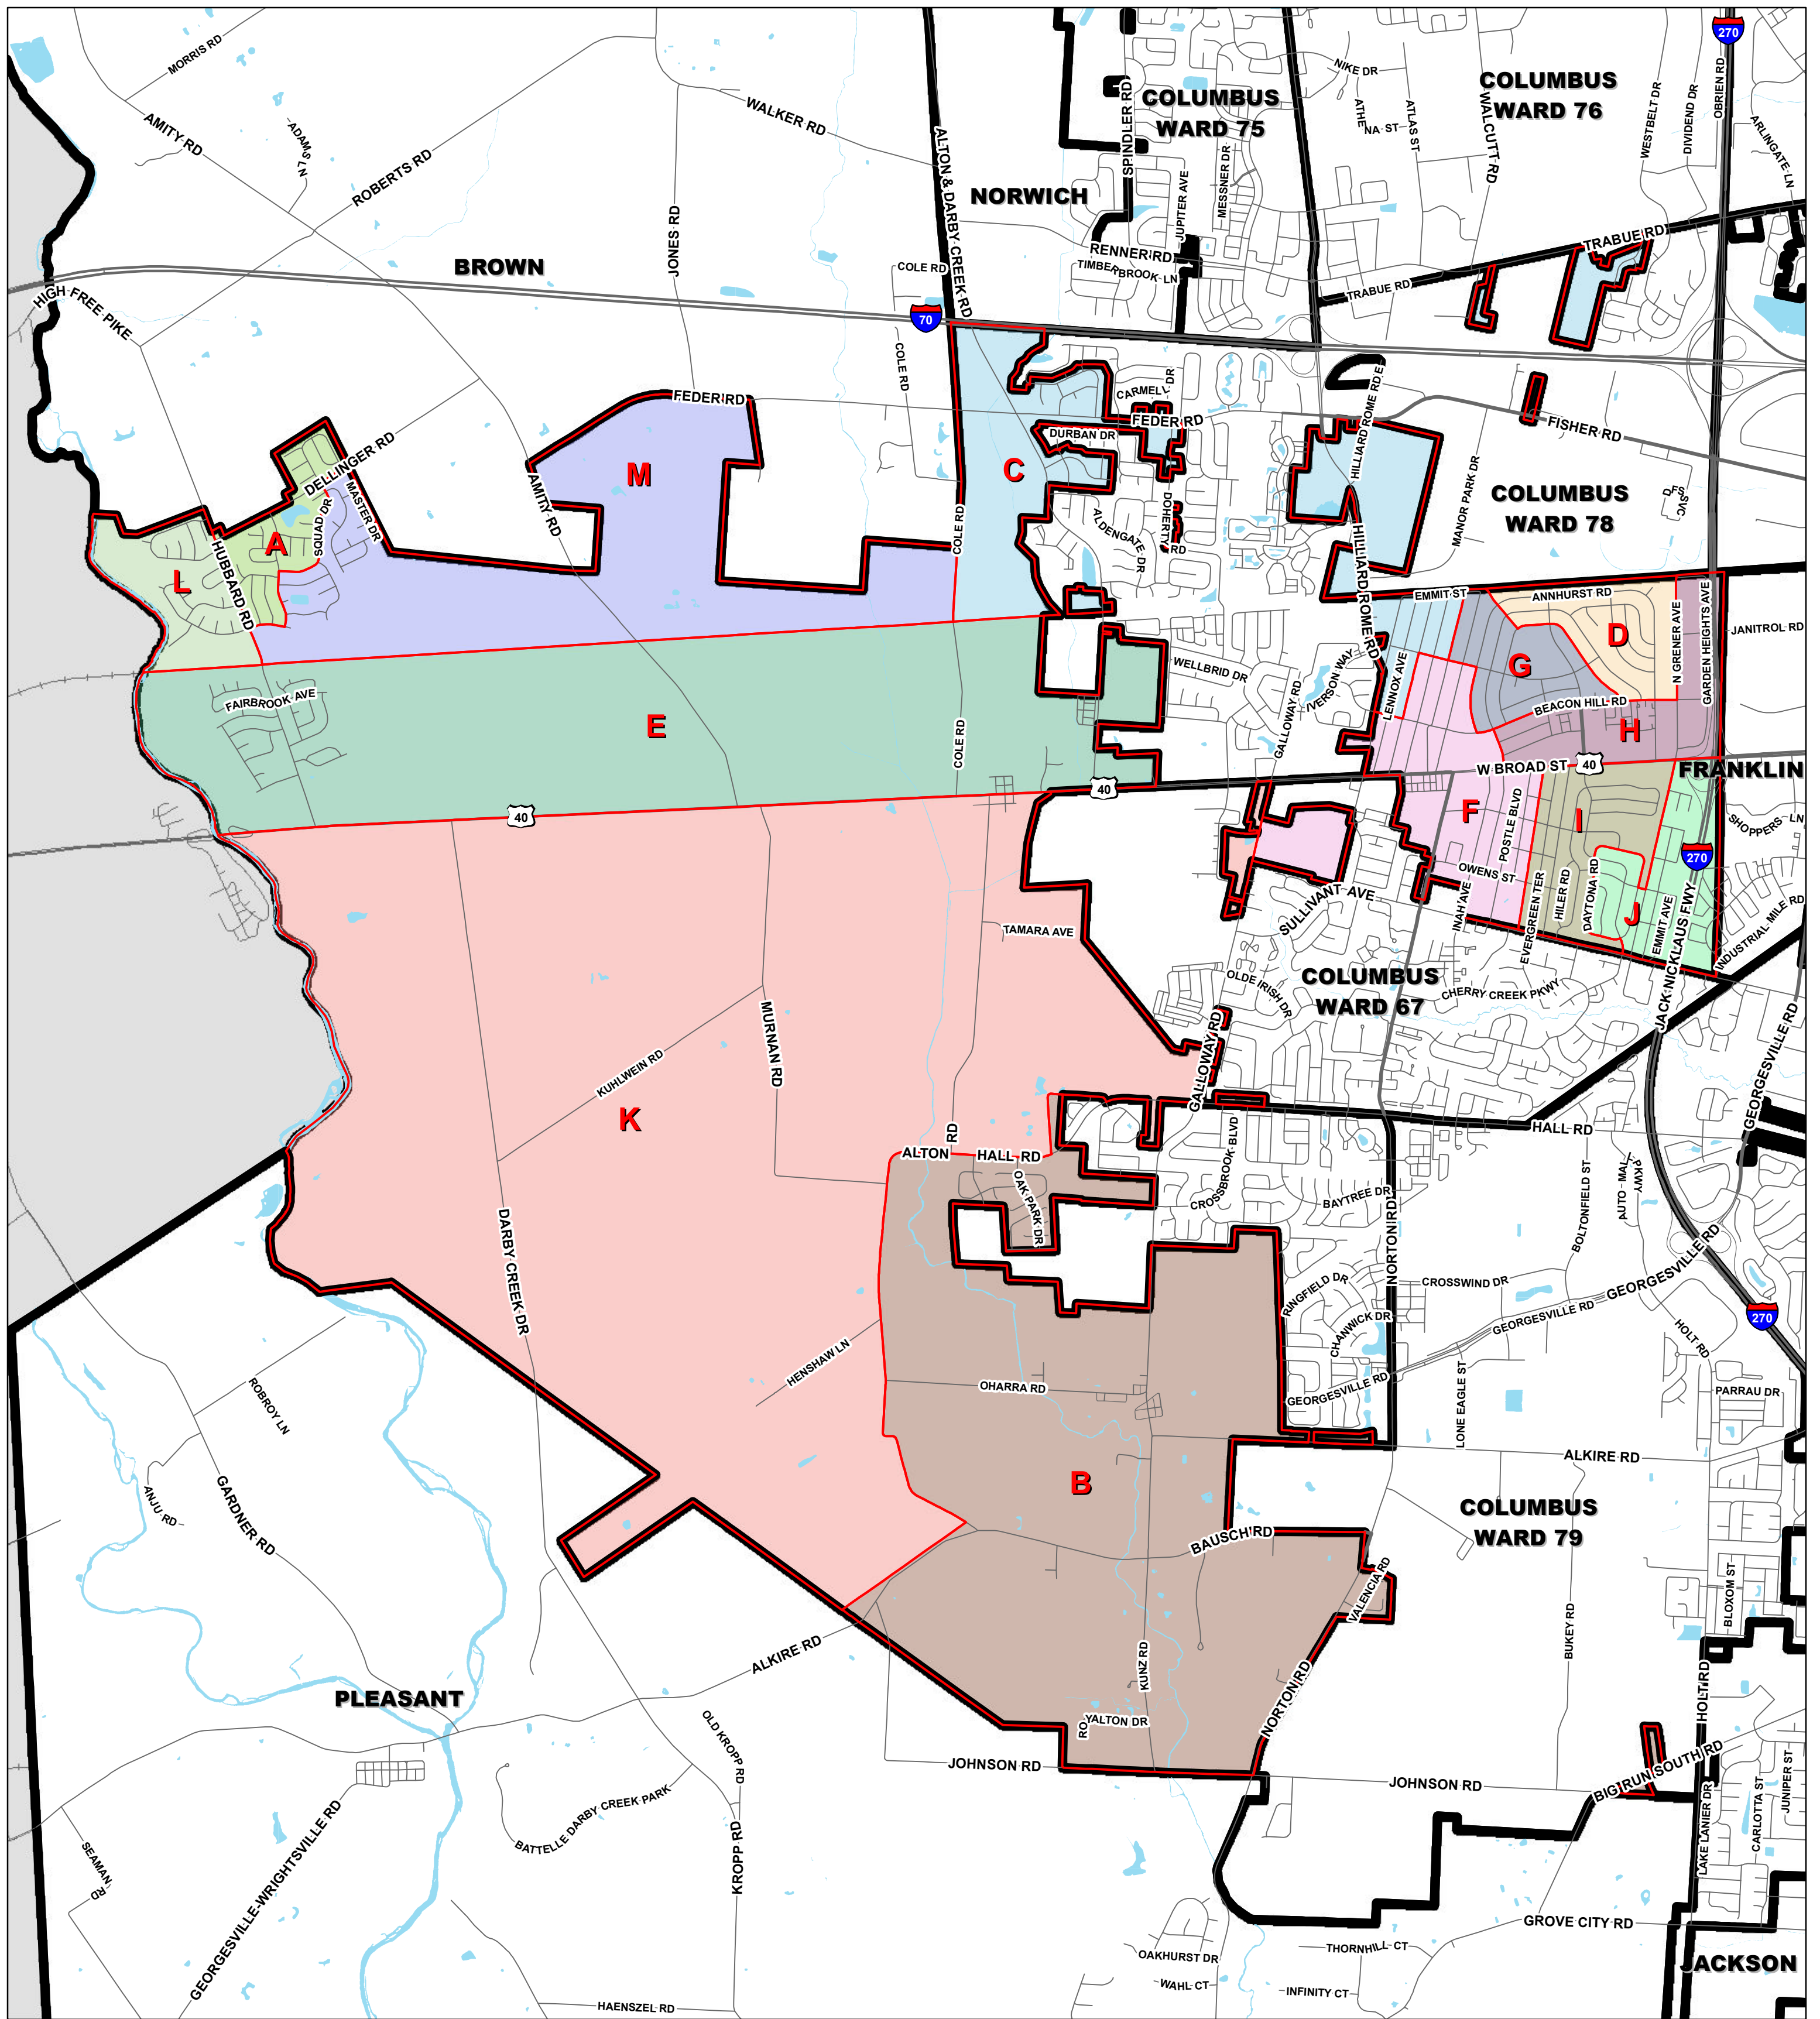 MORRIS RD
AMITY RD
ADAMS LN
ROBERTS RD
WALKER RD
JONES RD
ALTON & DARBY CREEK RD
NORWICH
SPINDLER RD
COLUMBUS
WARD 75
JUPITER AVE
MESSNER DR
NIKE DR
ATHE
NA ST
ATLAS ST
WALCUTT RD
COLUMBUS
WARD 76
WESTBELT DR
DIVIDEND DR
OBRIEN RD
270
ARLINGATE LN
BROWN
HIGH FREE PIKE
COLE RD
RENNER RD
TIMBERBROOK LN
TRABUE RD
TRABUE RD
70
COLE RD
FEDER RD
CARMELL DR
FEDER RD
DURBAN DR
HILLIARD ROME RD E
FISHER RD
DELLINGER RD
M
C
AMITY RD
MASTER DR
SQUAD DR
A
HUBBARD RD
L
COLE RD
ALDENGATE DR
DOHERTY RD
MANOR PARK DR
COLUMBUS
WARD 78
HILLIARD ROME RD
EMMIT ST
ANNHURST RD
D
N GRENER AVE
GARDEN HEIGHTS AVE
JANITROL RD
G
FAIRBROOK AVE
E
COLE RD
WELLBRID DR
GALLOWAY RD
IVERSON WAY
LENNOX AVE
BEACON HILL RD
H
W BROAD ST
40
FRANKLIN
40
40
F
POSTLE BLVD
I
SHOPPERS LN
270
OWENS ST
INAH AVE
EVERGREEN TER
HILER RD
DAYTONA RD
J
EMMIT AVE
JACK NICKLAUS FWY
INDUSTRIAL MILE RD
SULLIVANT AVE
TAMARA AVE
OLDE IRISH DR
COLUMBUS
WARD 67
CHERRY CREEK PKWY
GEORGESVILLE RD
MURNAN RD
KUHLWEIN RD
K
GALLOWAY RD
HALL RD
ALTON
RD
HALL RD
OAK PARK DR
CROSSBROOK BLVD
BAYTREE DR
NORTON RD
BOLTONFIELD ST
AUTO MALL
PKWY
DARBY CREEK DR
RINGFIELD DR
CHANWICK DR
CROSSWIND DR
GEORGESVILLE RD
GEORGESVILLE RD
270
HOLT RD
HENSHAW LN
OHARRA RD
GEORGESVILLE RD
LONE EAGLE ST
PARRAU DR
ROBROY LN
ALKIRE RD
ANJU RD
GARDNER RD
B
COLUMBUS
WARD 79
BAUSCH RD
VALENCIA RD
BLOXOM ST
BUKEY RD
ALKIRE RD
KUNZ RD
NORTON RD
HOLT RD
PLEASANT
OLD KROPP RD
RO
YALTON DR
JOHNSON RD
JOHNSON RD
BIG RUN SOUTH RD
LAKE LANIER DR
CARLOTTA ST
JUNIPER ST
BATTELLE DARBY CREEK PARK
KROPP RD
SEAMAN
RD
GEORGESVILLE-WRIGHTSVILLE RD
GROVE CITY RD
OAKHURST DR
THORNHILL CT
WAHL CT
INFINITY CT
JACKSON
HAENSZEL RD